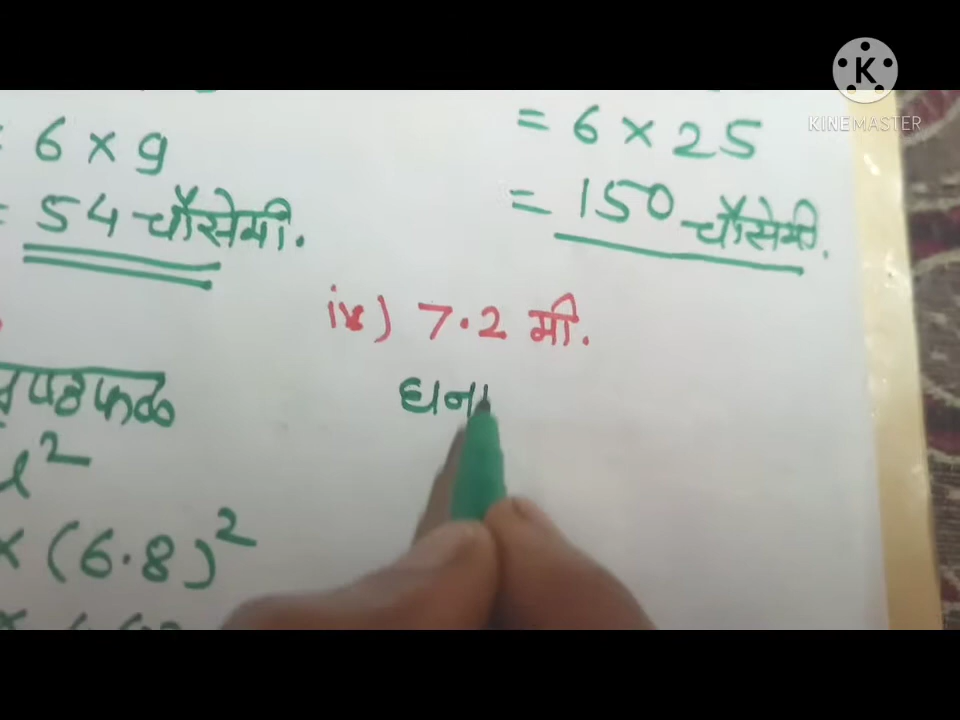 KINEMASTER
= 6 × 9
= 54 चौसेमी.
= 6 × 25
= 150 चौसेमी.
iv) 7.2 मी.
घना
पृष्ठफळ
l²
× (6.8)²